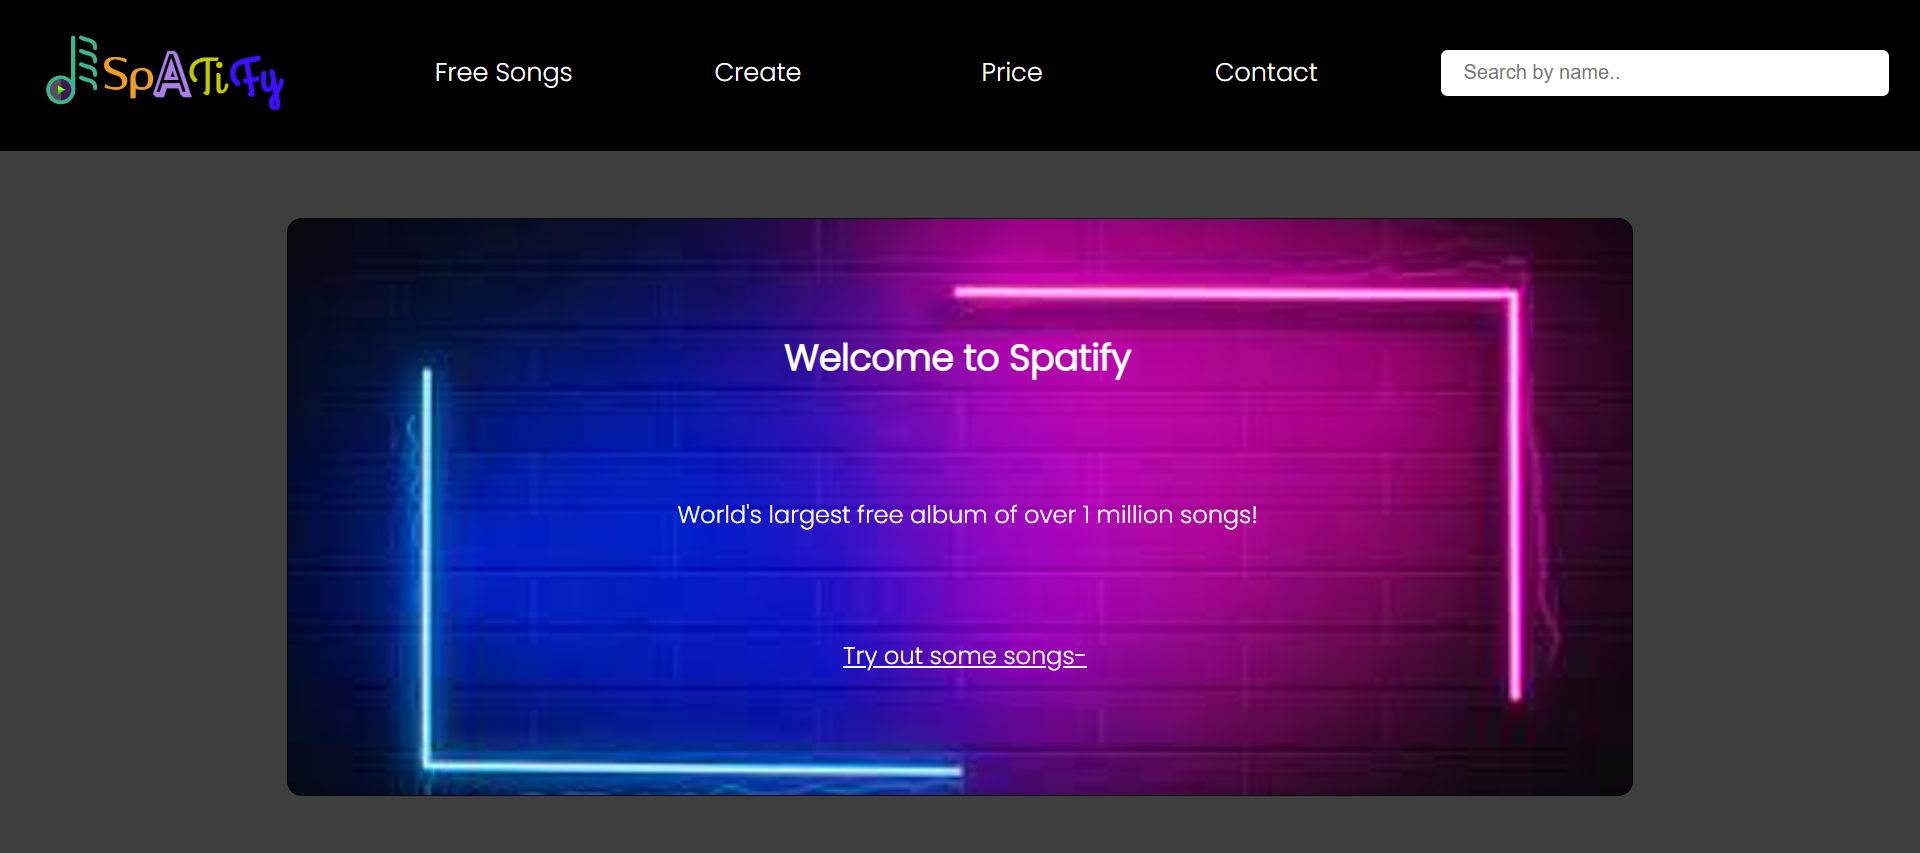 SpATiFy
Free Songs
Create
Price
Contact
Search by name..
Welcome to Spatify
World's largest free album of over 1 million songs!
Try out some songs-